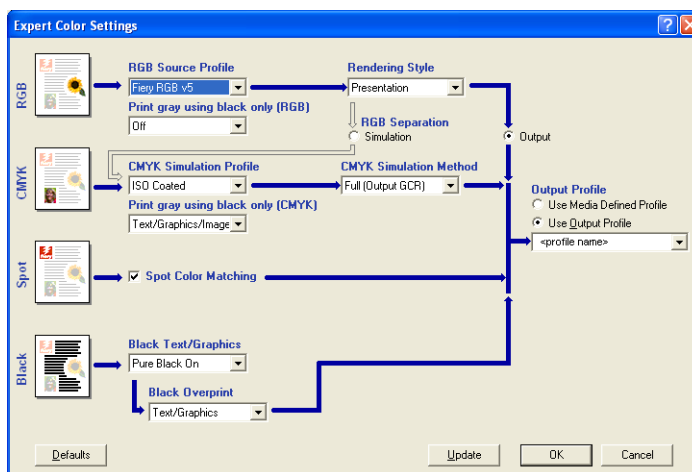 Expert Color Settings
RGB
RGB Source Profile
Fiery RGB v5
Print gray using black only (RGB)
Off
Rendering Style
Presentation
RGB Separation
Simulation
Output
CMYK
CMYK Simulation Profile
ISO Coated
Print gray using black only (CMYK)
Text/Graphics/Image
CMYK Simulation Method
Full (Output GCR)
Output Profile
Use Media Defined Profile
Use Output Profile
<profile name>
Spot
Spot Color Matching
Black
Black Text/Graphics
Pure Black On
Black Overprint
Text/Graphics
Defaults
Update
OK
Cancel